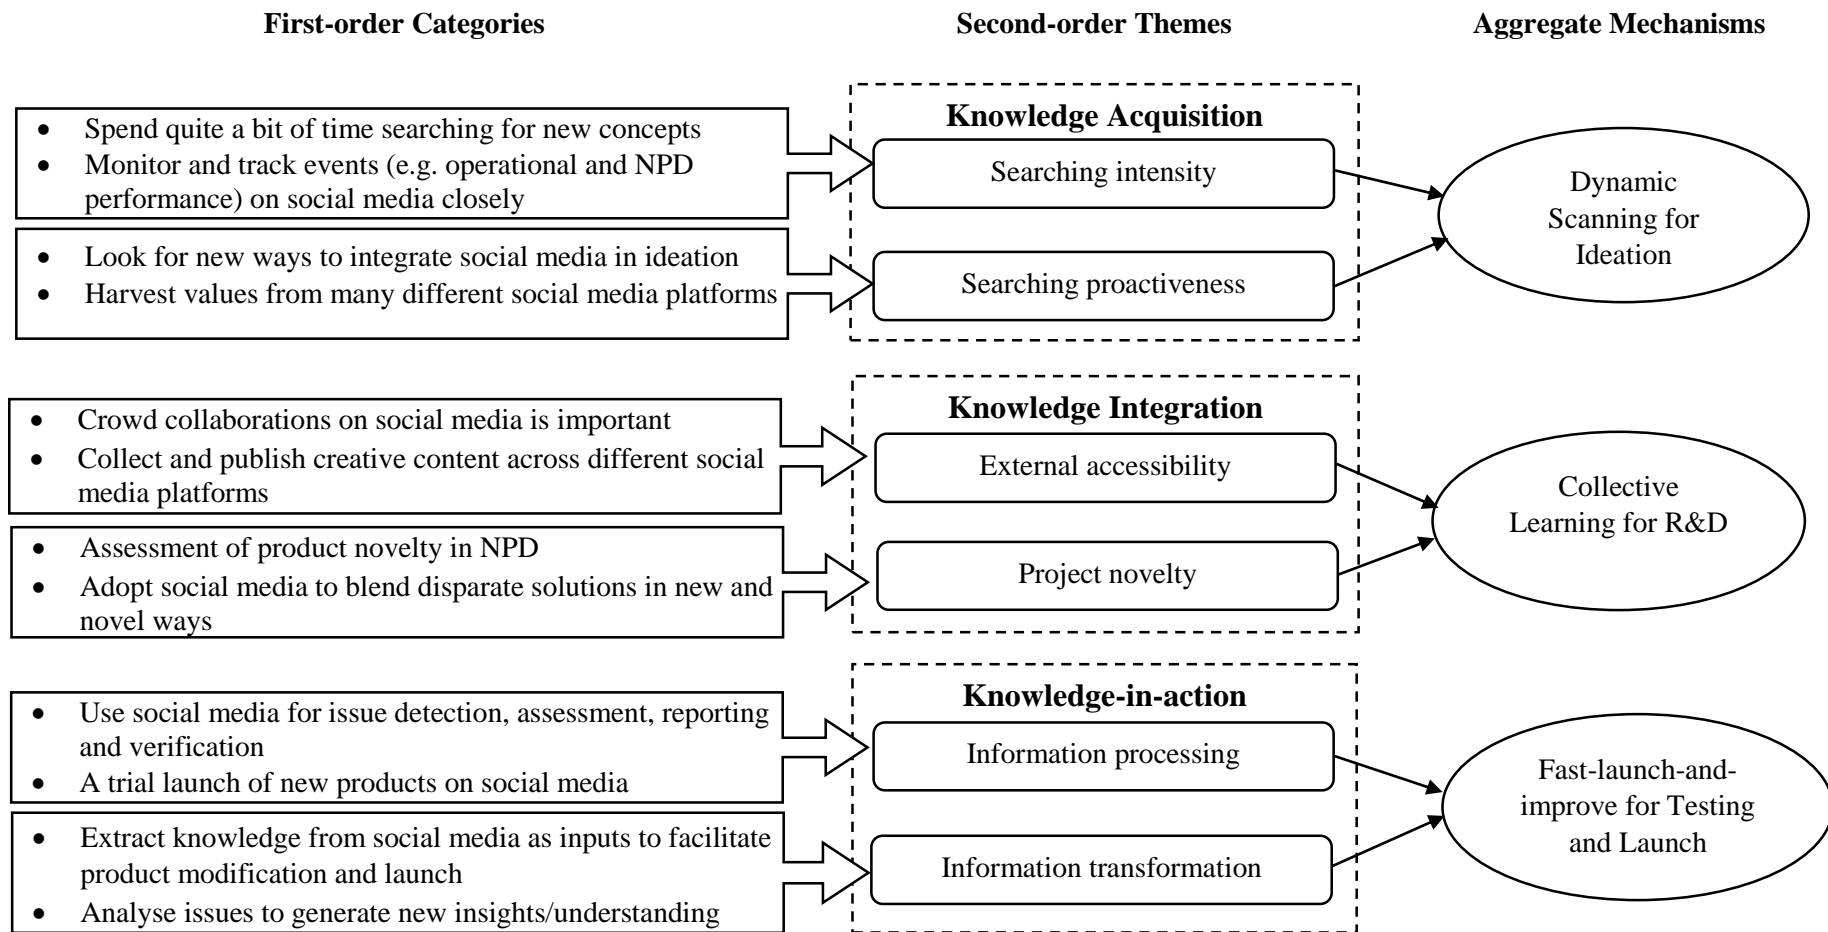 First-order Categories
Second-order Themes
Aggregate Mechanisms
• Spend quite a bit of time searching for new concepts
• Monitor and track events (e.g. operational and NPD
performance) on social media closely
• Look for new ways to integrate social media in ideation
• Harvest values from many different social media platforms
Knowledge Acquisition
Searching intensity
Searching proactiveness
Dynamic
Scanning for
Ideation
• Crowd collaborations on social media is important
• Collect and publish creative content across different social
media platforms
• Assessment of product novelty in NPD
• Adopt social media to blend disparate solutions in new and
novel ways
Knowledge Integration
External accessibility
Project novelty
Collective
Learning for R&D
• Use social media for issue detection, assessment, reporting
and verification
• A trial launch of new products on social media
• Extract knowledge from social media as inputs to facilitate
product modification and launch
• Analyse issues to generate new insights/understanding
Knowledge-in-action
Information processing
Information transformation
Fast-launch-and-
improve for Testing
and Launch